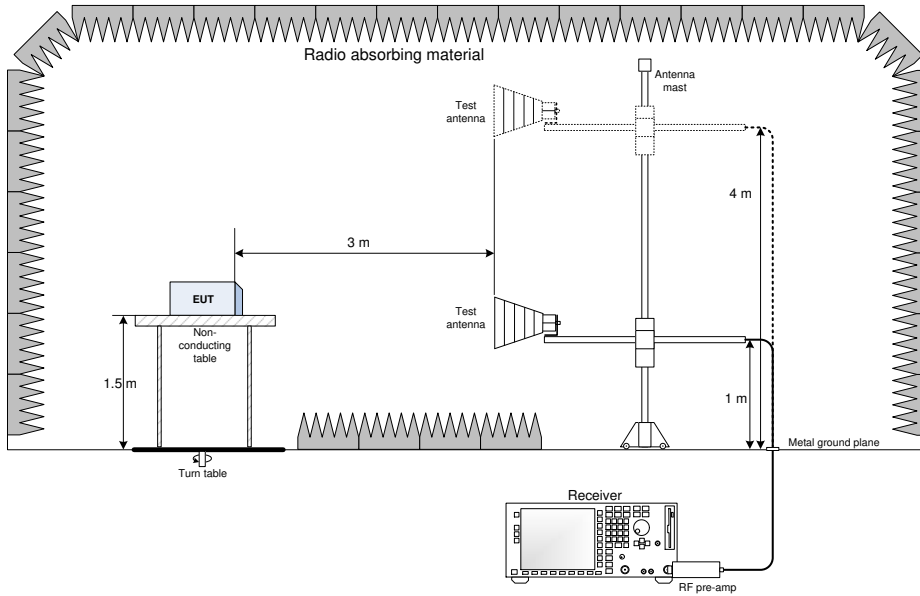 Radio absorbing material
Antenna
mast
Test
antenna
4 m
3 m
EUT
Test
antenna
Non-
conducting
table
1.5 m
1 m
Metal ground plane
Turn table
Receiver
RF pre-amp